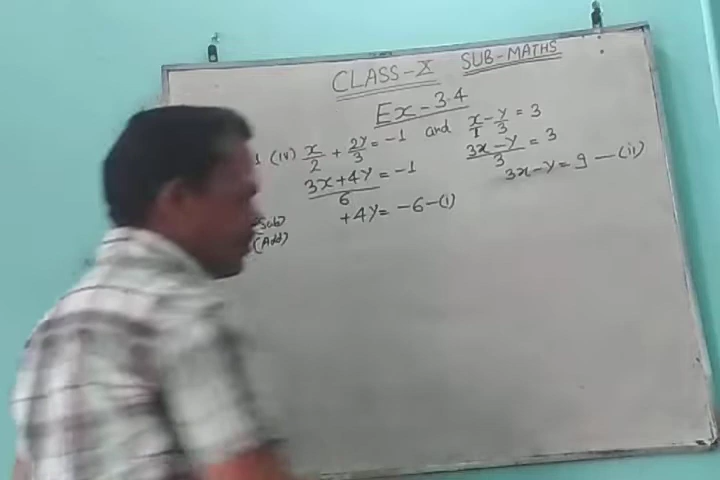 CLASS-X SUB-MATHS
Ex-3.4
(iv) x/2 + 2y/3 = -1 and x/1 - y/3 = 3
3x+4y/6 = -1
3x-y/3 = 3
+4y = -6-(i)
3x-y=9-(ii)
(Sub)
(Add)